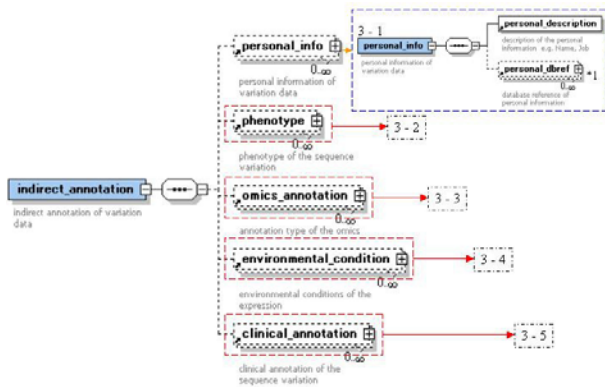 3 - 1
personal_info
0..∞
personal information of
variation data
personal_info
personal information of
variation data
personal_description
description of the personal
information e.g. Name, Job
personal_dbref
*1
0..∞
database reference of
personal information
phenotype
0..∞
phenotype of the sequence
variation
3 - 2
indirect_annotation
indirect annotation of variation
data
omics_annotation
0..∞
annotation type of the omics
3 - 3
environmental_condition
0..∞
environmental conditions of the
expression
3 - 4
clinical_annotation
0..∞
clinical annotation of the
sequence variation
3 - 5